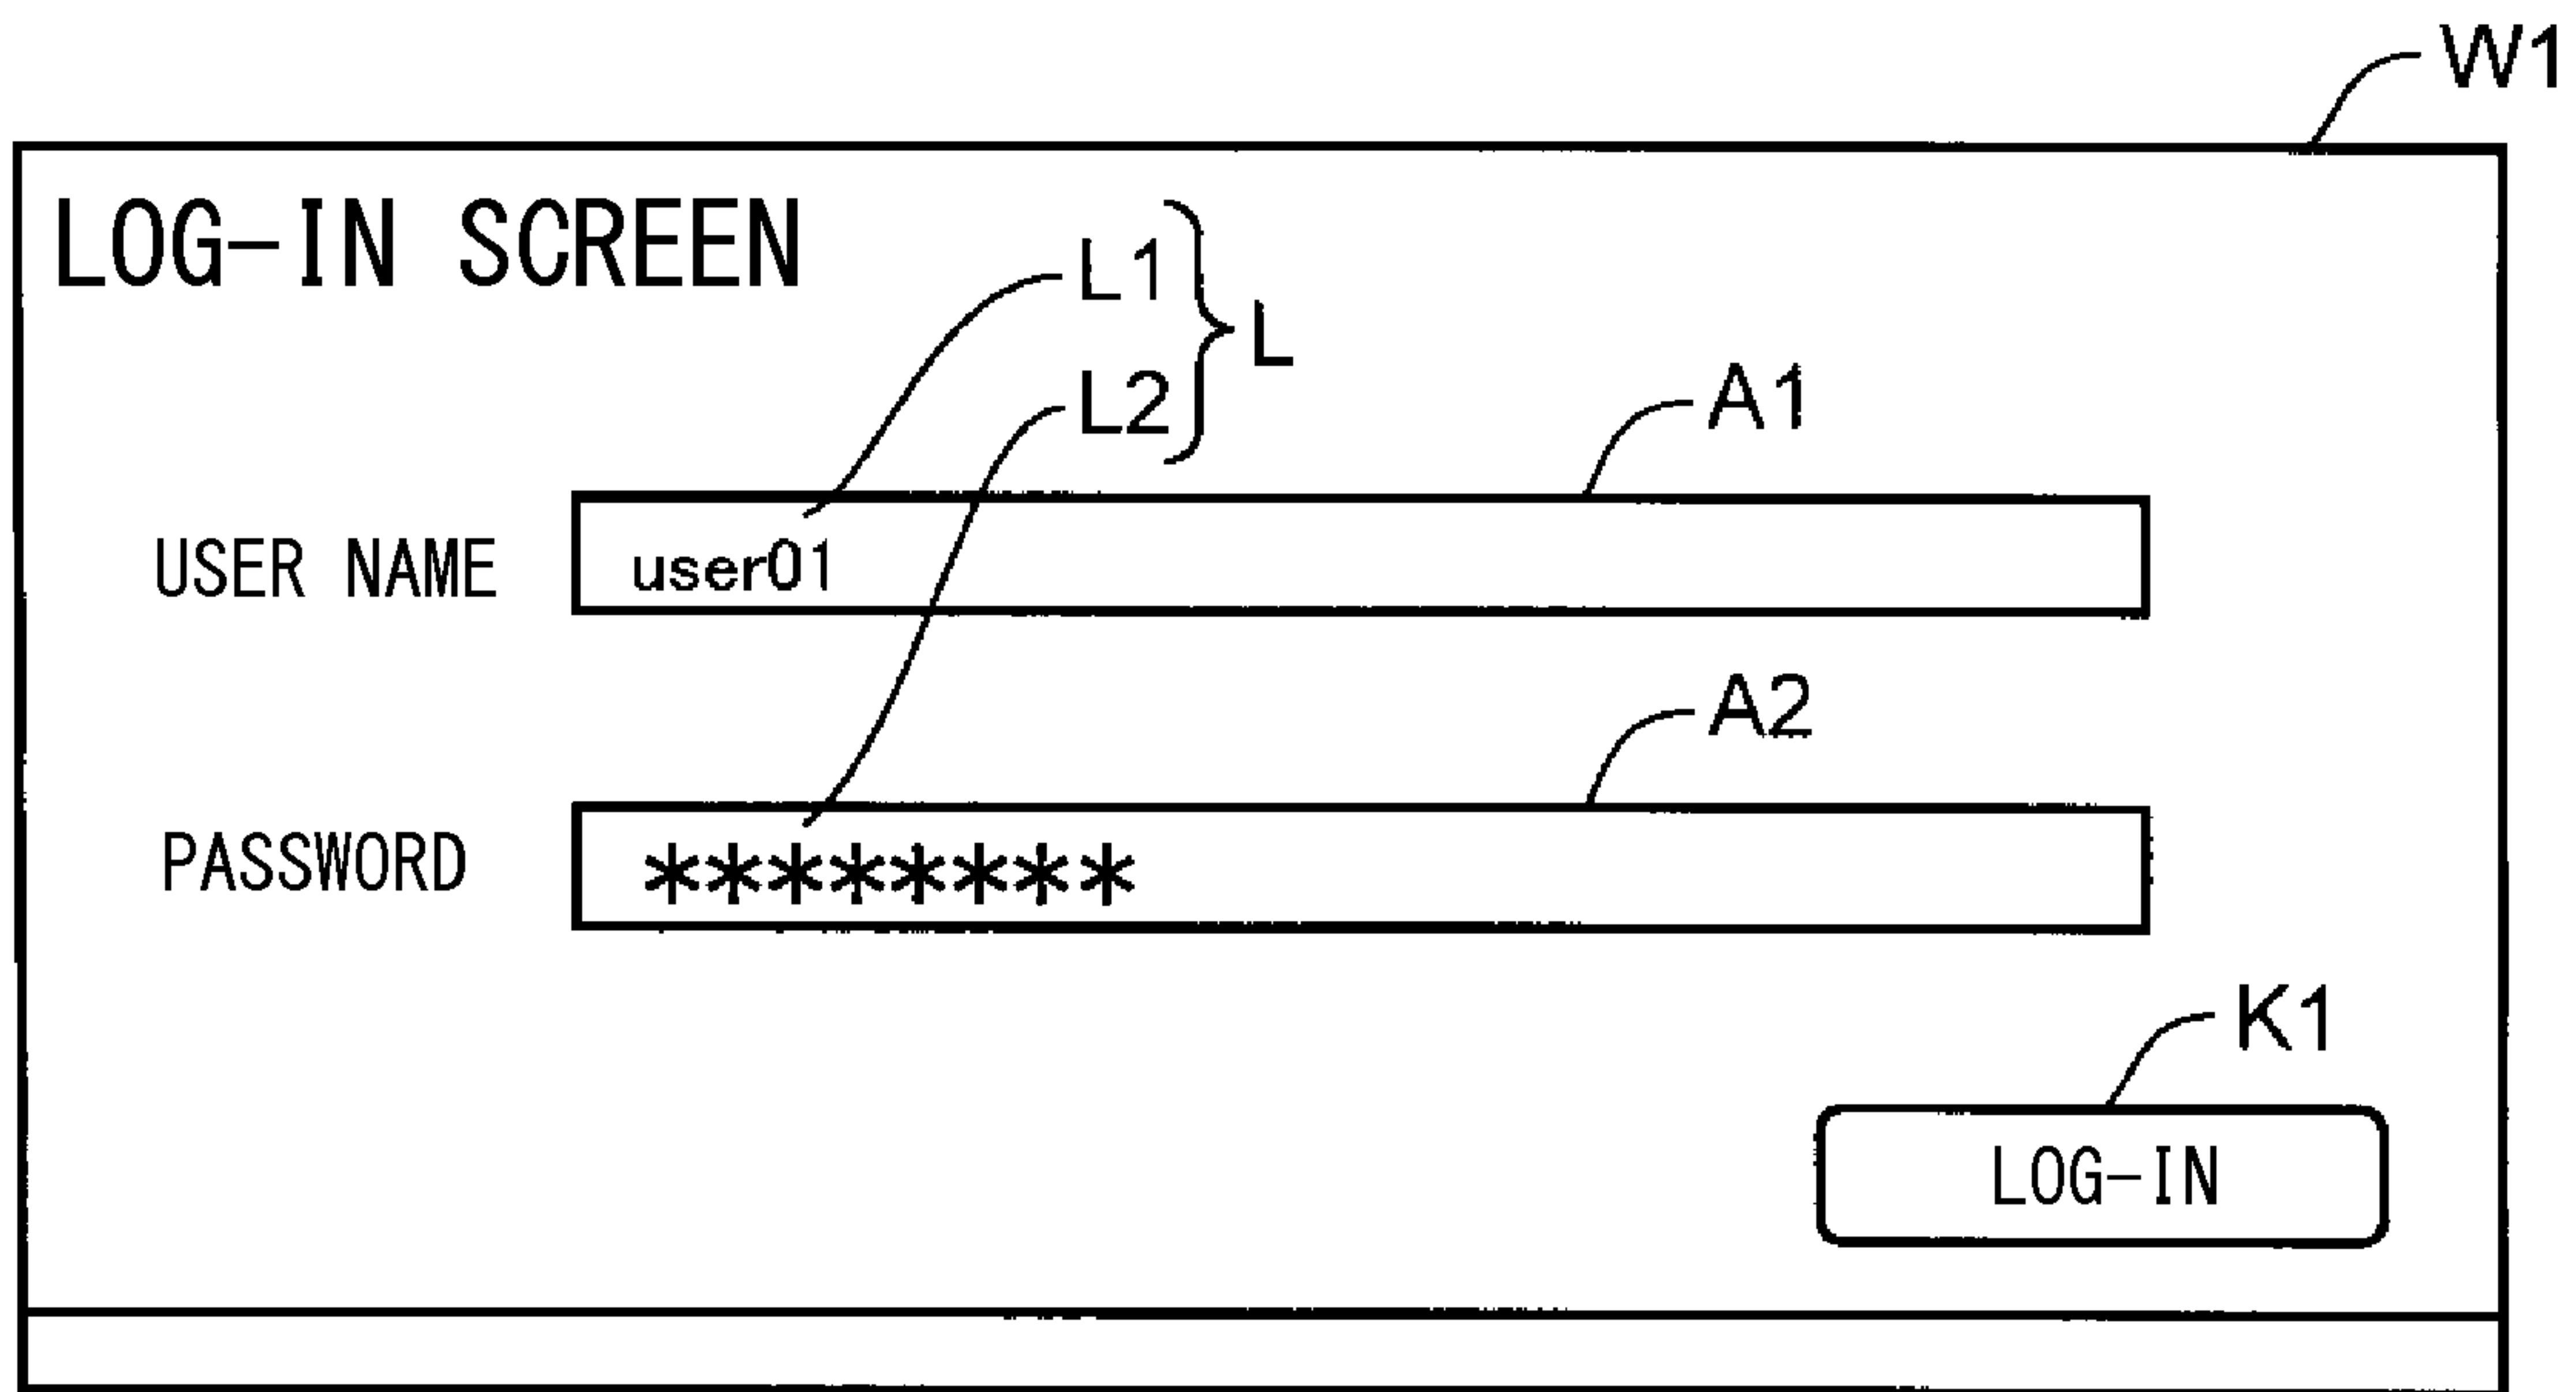 W1
LOG-IN SCREEN
L1
L
L2
A1
USER NAME user01
A2
PASSWORD ********
K1
LOG-IN